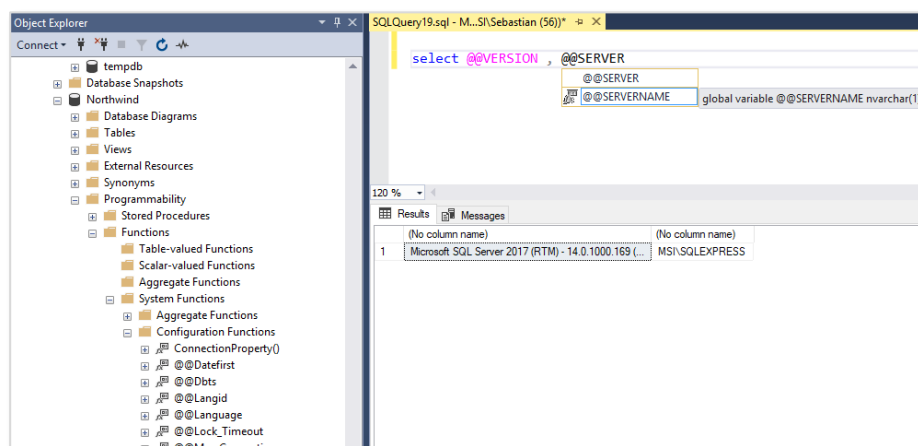 Object Explorer
Connect
tempdb
Database Snapshots
Northwind
Database Diagrams
Tables
Views
External Resources
Synonyms
Programmability
Stored Procedures
Functions
Table-valued Functions
Scalar-valued Functions
Aggregate Functions
System Functions
Aggregate Functions
Configuration Functions
ConnectionProperty()
@@Datefirst
@@Dbts
@@Langid
@@Language
@@Lock_Timeout
SQLQuery19.sql - M...SI\Sebastian (56))*
select @@VERSION , @@SERVER
@@SERVER
@@SERVERNAME global variable @@SERVERNAME nvarchar(1
120 %
Results Messages
(No column name) (No column name)
1 Microsoft SQL Server 2017 (RTM) - 14.0.1000.169 (... MSI\SQLEXPRESS